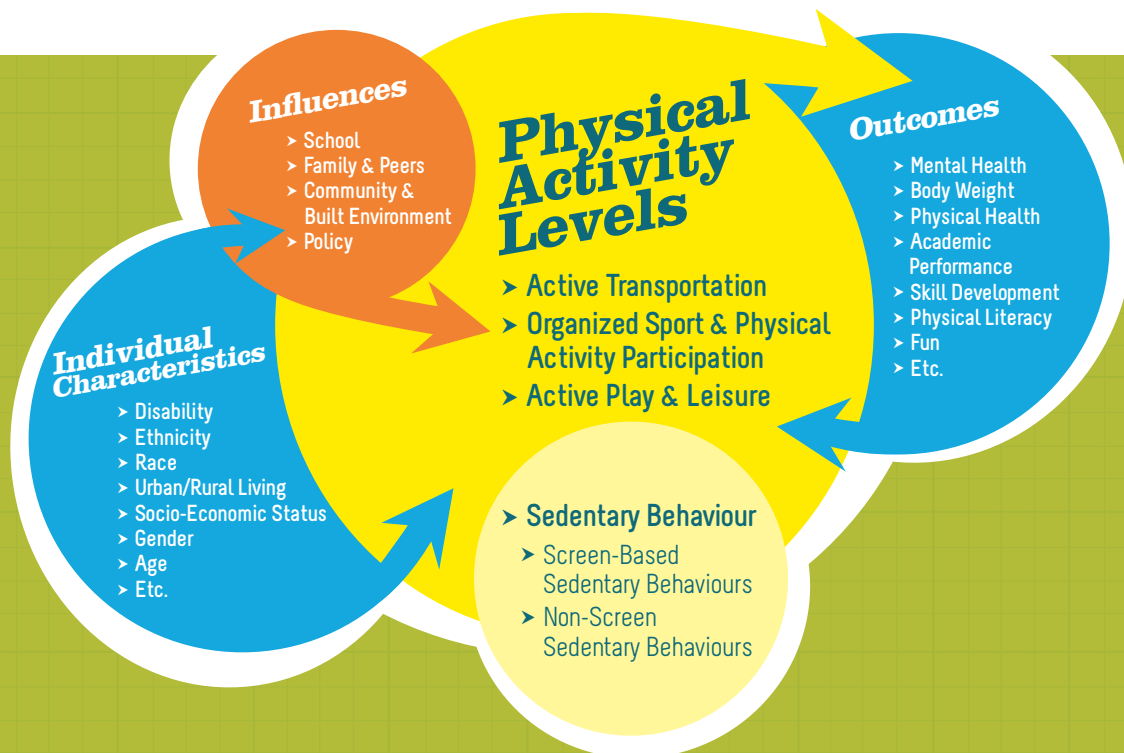 Influences
➤ School
➤ Family & Peers
➤ Community &
Built Environment
➤ Policy
Physical
Activity
Levels
➤ Active Transportation
➤ Organized Sport & Physical
Activity Participation
➤ Active Play & Leisure
➤ Sedentary Behaviour
➤ Screen-Based
Sedentary Behaviours
➤ Non-Screen
Sedentary Behaviours
Outcomes
➤ Mental Health
➤ Body Weight
➤ Physical Health
➤ Academic
Performance
➤ Skill Development
➤ Physical Literacy
➤ Fun
➤ Etc.
Individual
Characteristics
➤ Disability
➤ Ethnicity
➤ Race
➤ Urban/Rural Living
➤ Socio-Economic Status
➤ Gender
➤ Age
➤ Etc.